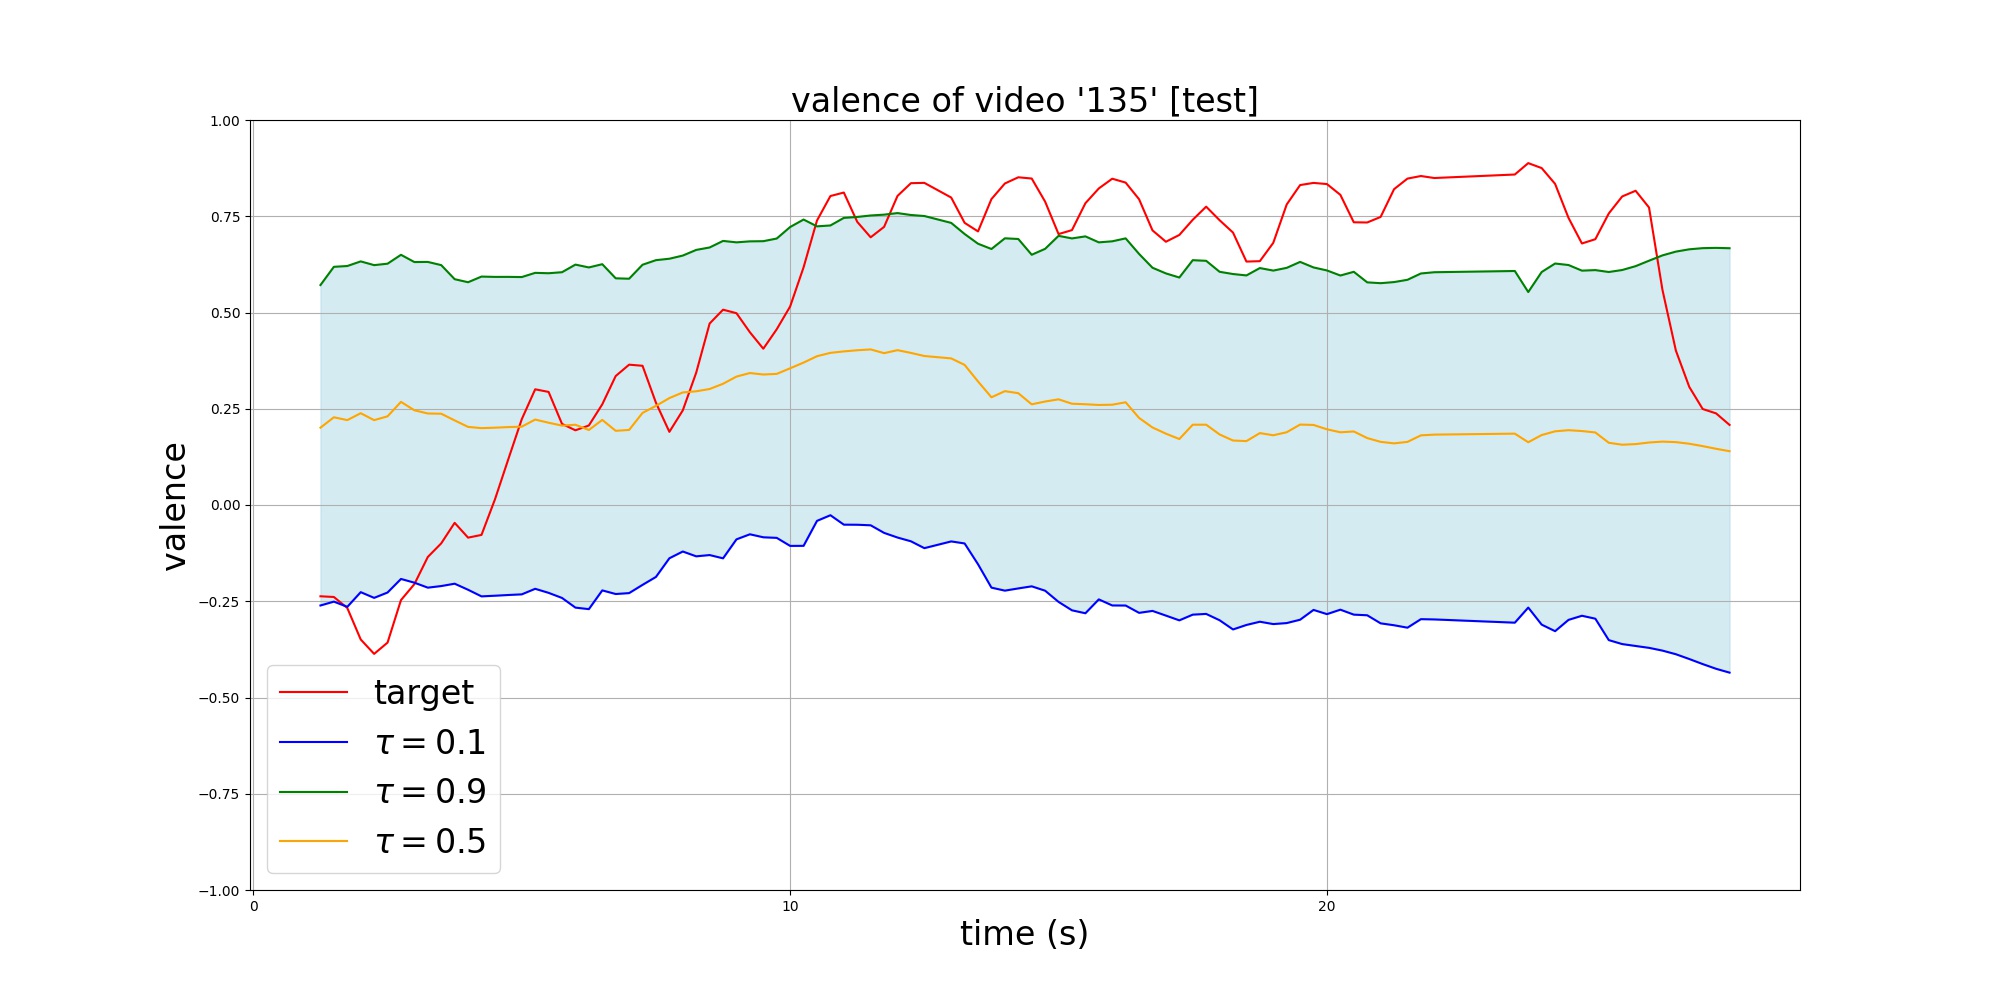 valence of video '135' [test]
1.00
0.75
0.50
0.25
0.00
−0.25
−0.50
−0.75
−1.00
valence
target
τ = 0.1
τ = 0.9
τ = 0.5
0 10 20
time (s)